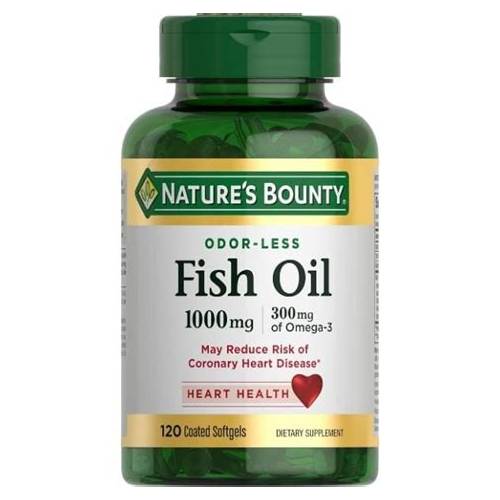 NATURE'S BOUNTY®
ODOR-LESS
Fish Oil
1000mg | 300mg of Omega-3
May Reduce Risk of
Coronary Heart Disease*
HEART HEALTH
120 Coated Softgels
DIETARY SUPPLEMENT